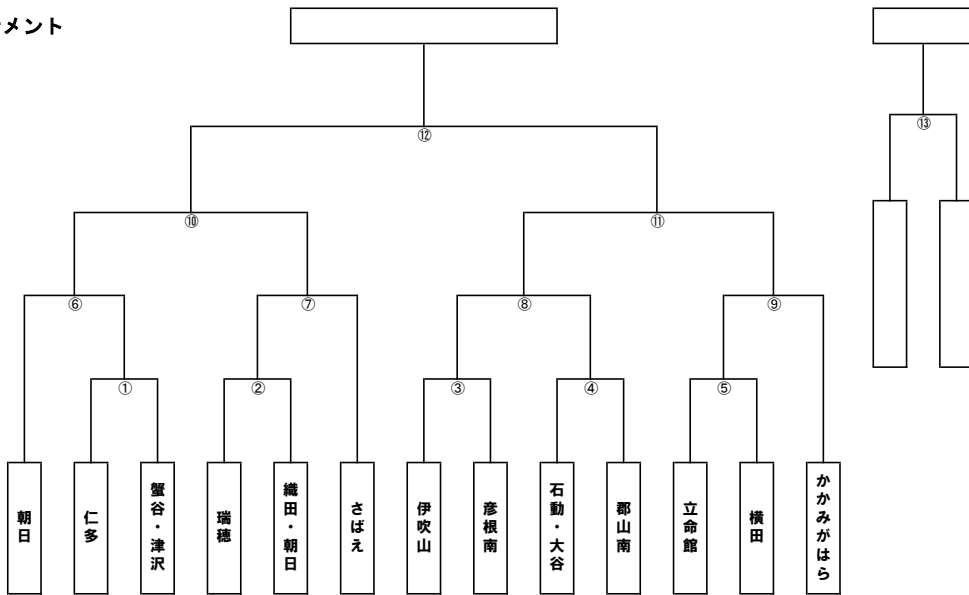 メント
⑫
⑬
⑩
⑪
⑥
⑦
⑧
⑨
①
②
③
④
⑤
朝日
仁多
蟹谷・津沢
瑞穂
織田・朝日
さばえ
伊吹山
彦根南
石動・大谷
郡山南
立命館
横田
かかみがはら